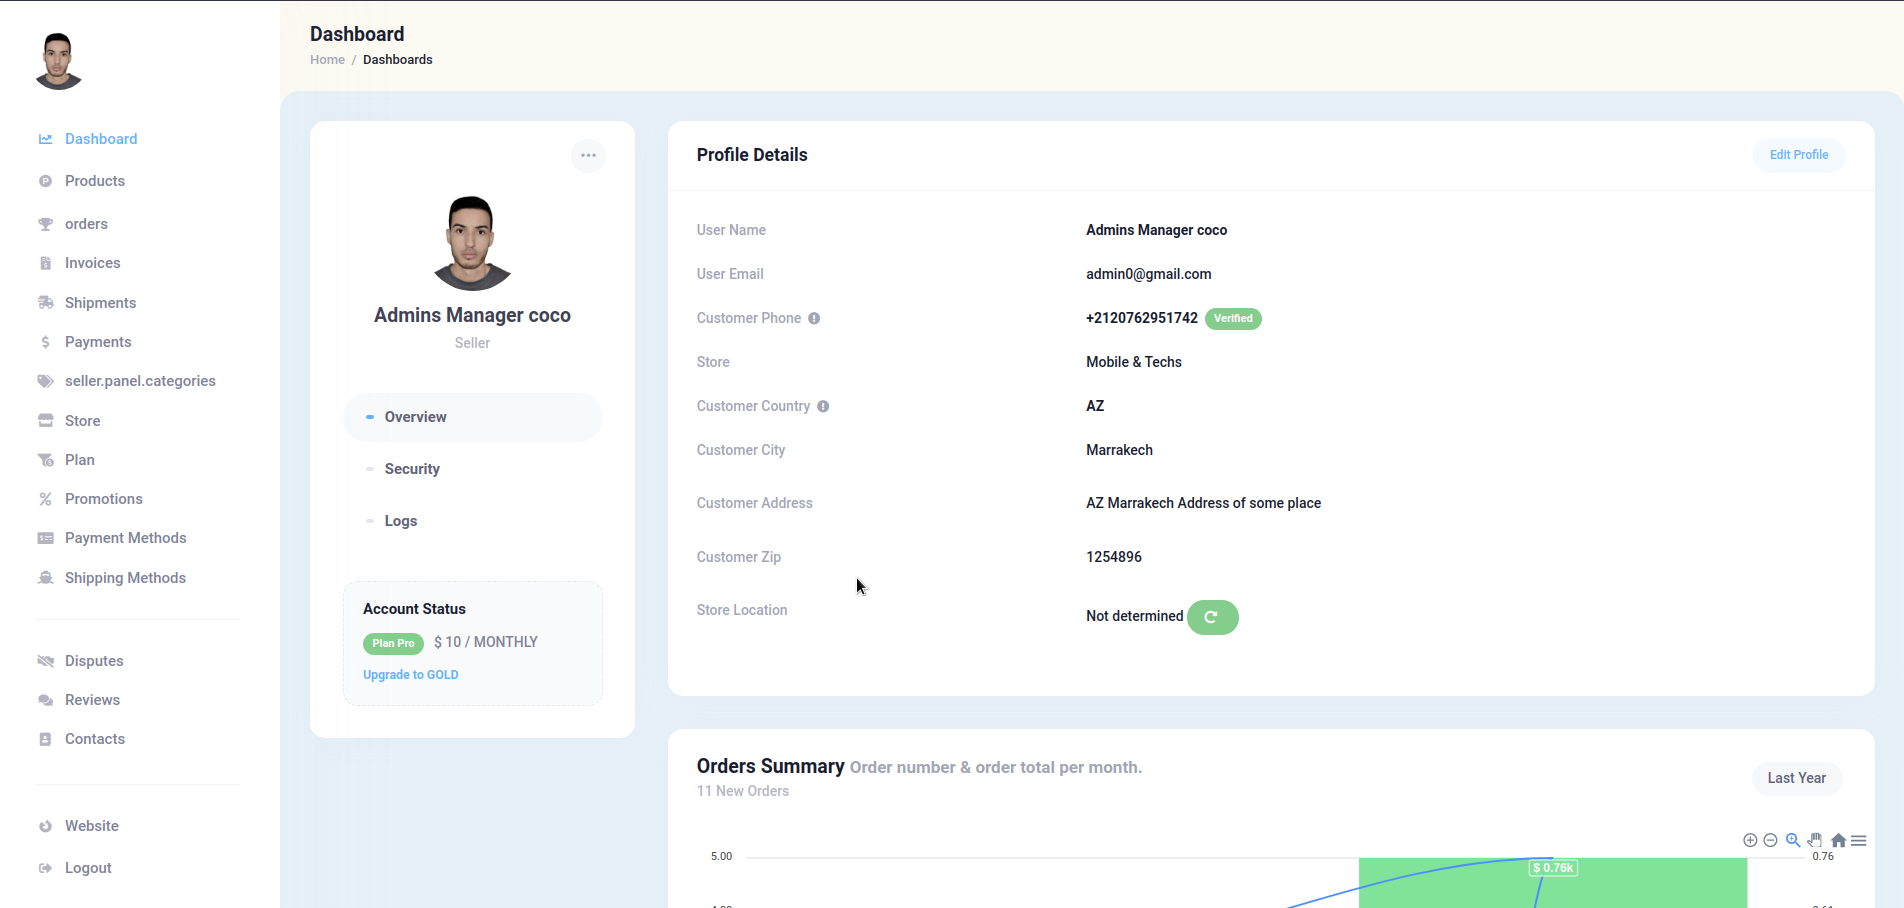 Dashboard
Home / Dashboards
Dashboard
Products
orders
Invoices
Shipments
Payments
seller.panel.categories
Store
Plan
Promotions
Payment Methods
Shipping Methods
Disputes
Reviews
Contacts
Website
Logout
Admins Manager coco
Seller
Overview
Security
Logs
Account Status
Plan Pro $ 10 / MONTHLY
Upgrade to GOLD
Profile Details
Edit Profile
User Name Admins Manager coco
User Email admin0@gmail.com
Customer Phone +2120762951742 Verified
Store Mobile & Techs
Customer Country AZ
Customer City Marrakech
Customer Address AZ Marrakech Address of some place
Customer Zip 1254896
Store Location Not determined
Orders Summary Order number & order total per month.
11 New Orders
Last Year
5.00
0.76
$ 0.76k